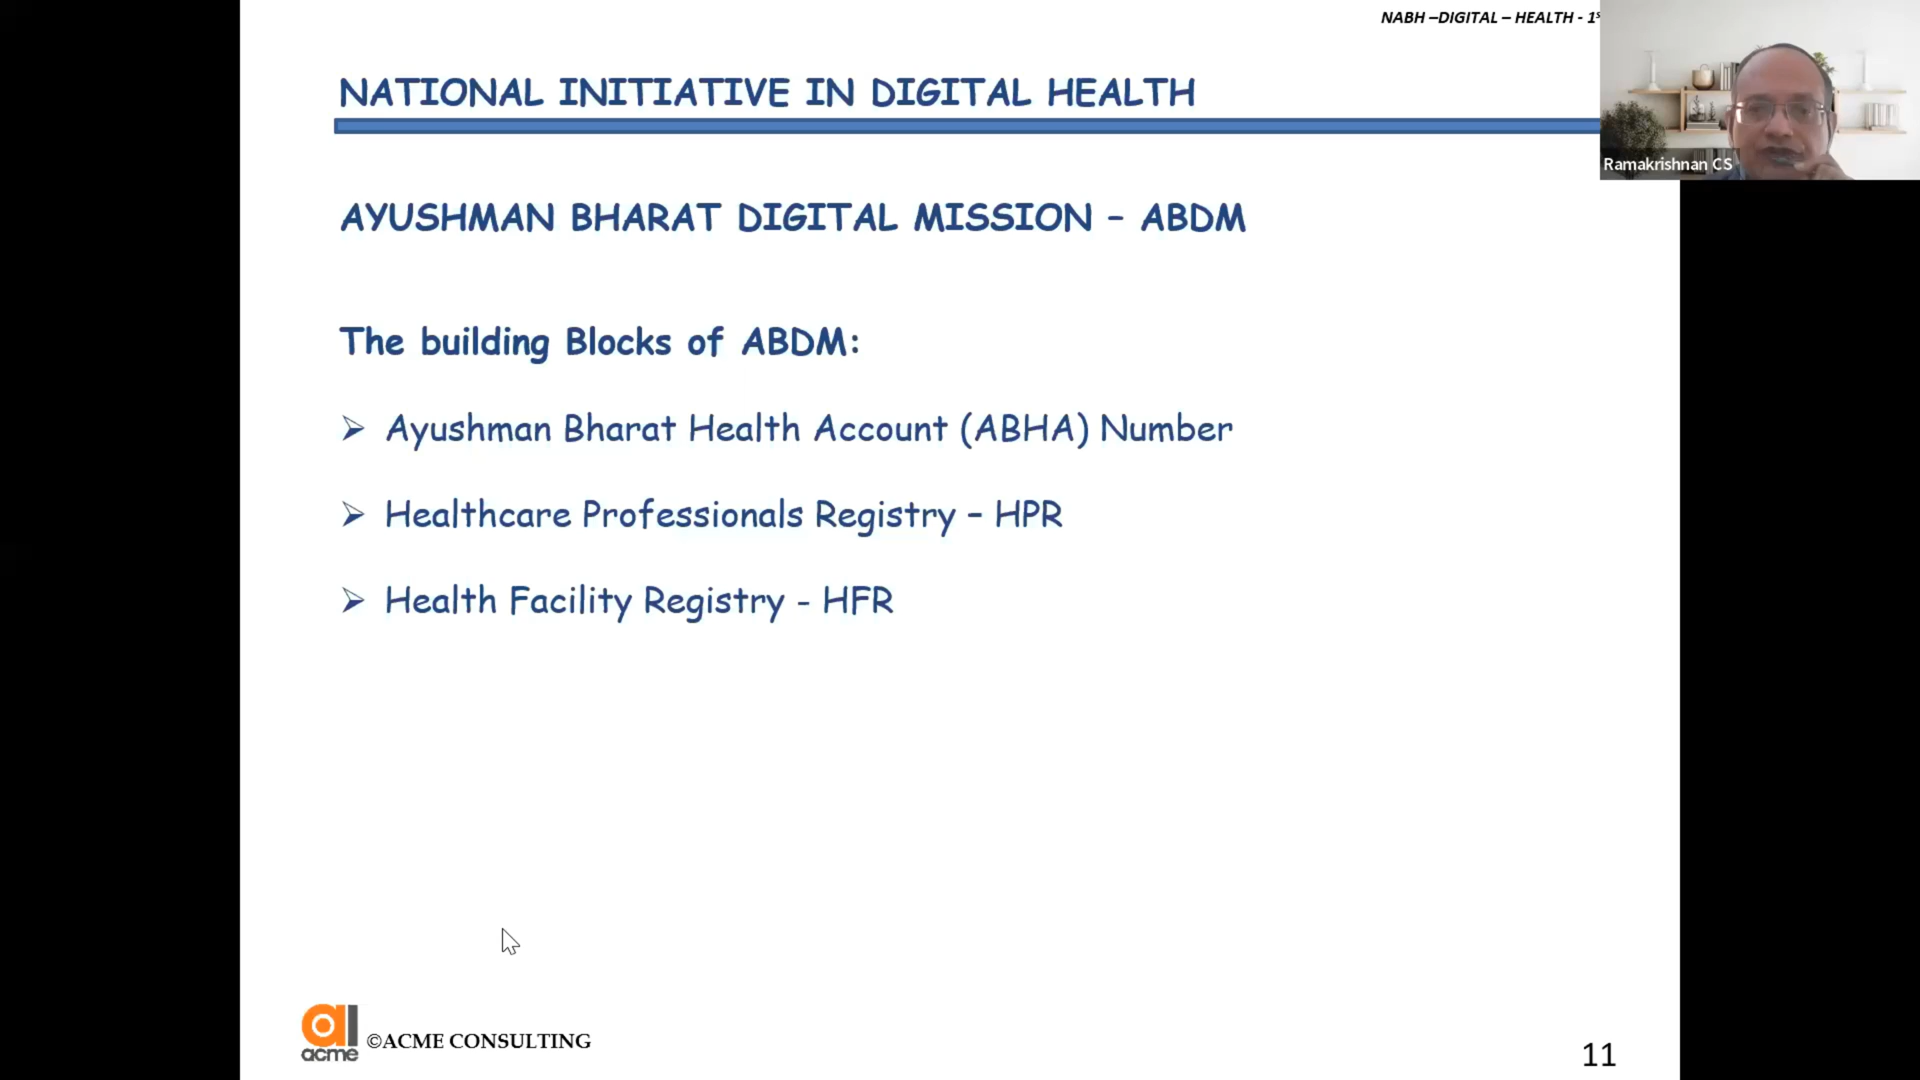 NABH –DIGITAL – HEALTH - 1s
NATIONAL INITIATIVE IN DIGITAL HEALTH
Ramakrishnan CS
AYUSHMAN BHARAT DIGITAL MISSION – ABDM
The building Blocks of ABDM:
➢ Ayushman Bharat Health Account (ABHA) Number
➢ Healthcare Professionals Registry – HPR
➢ Health Facility Registry - HFR
al
acme
©ACME CONSULTING
11